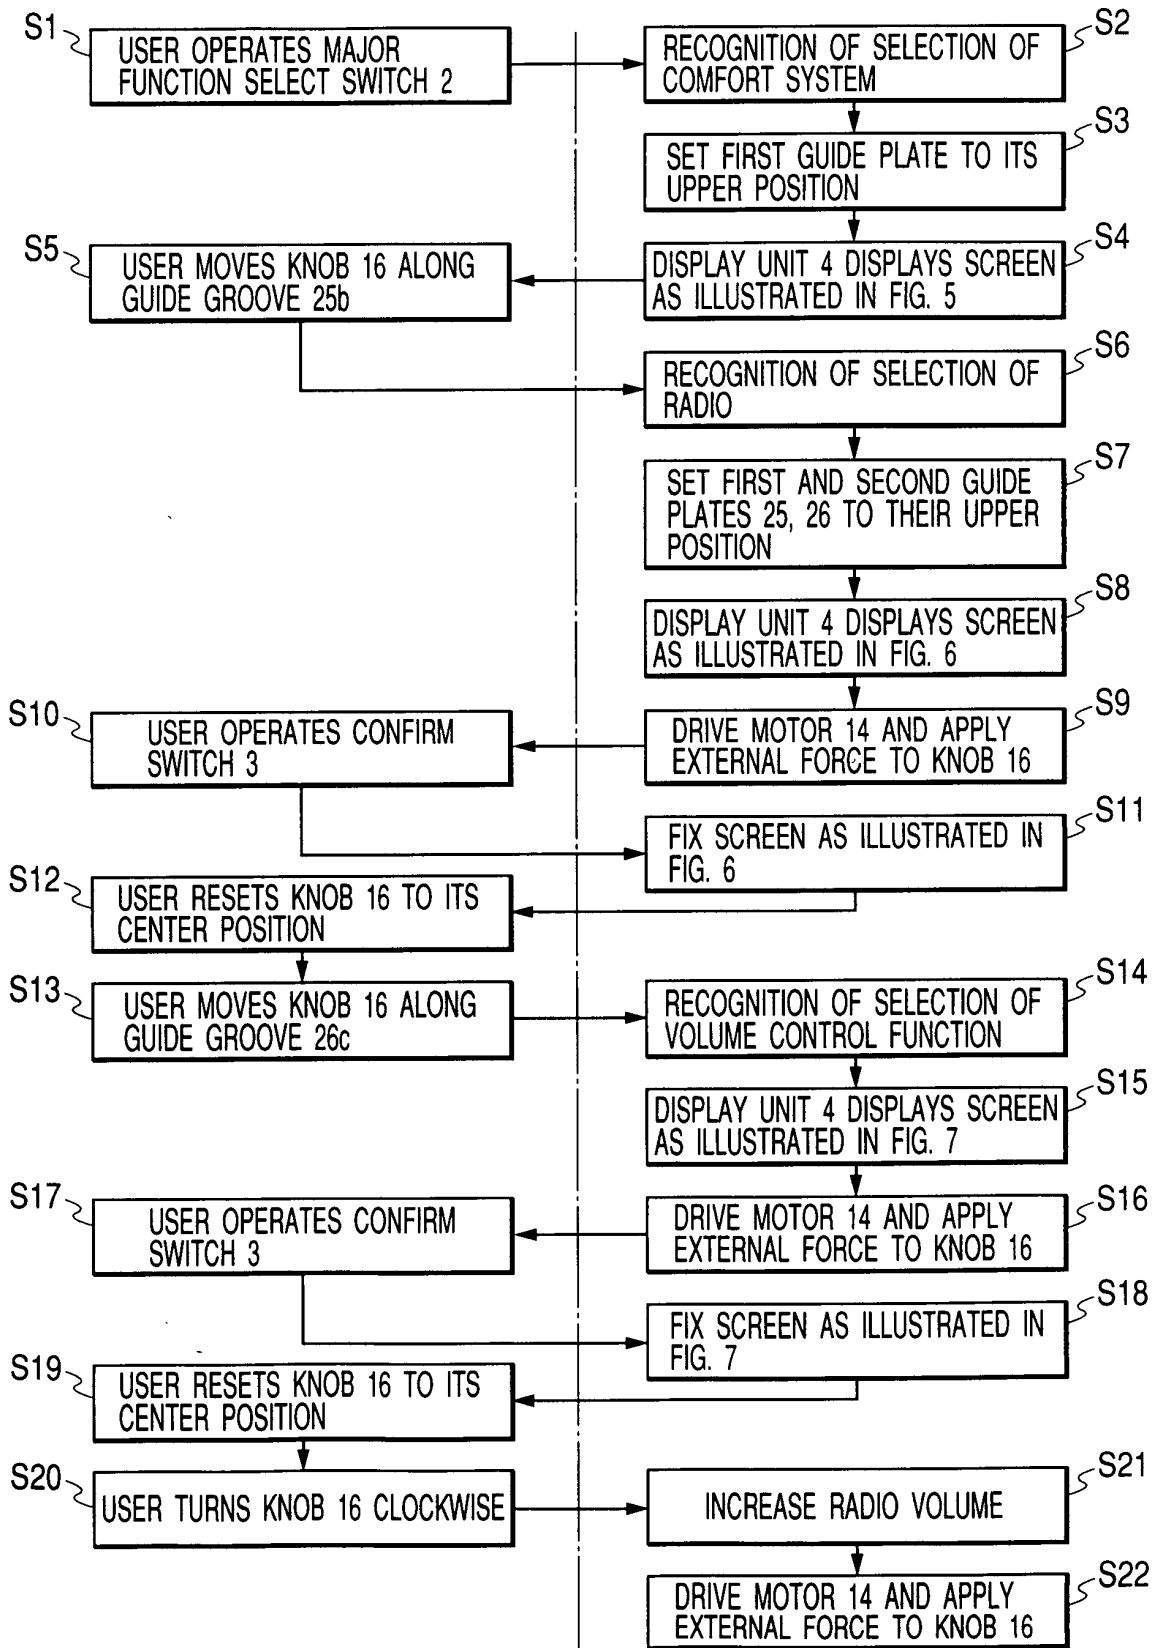 S1
USER OPERATES MAJOR
FUNCTION SELECT SWITCH 2
S2
RECOGNITION OF SELECTION OF
COMFORT SYSTEM
S3
SET FIRST GUIDE PLATE TO ITS
UPPER POSITION
S4
DISPLAY UNIT 4 DISPLAYS SCREEN
AS ILLUSTRATED IN FIG. 5
S5
USER MOVES KNOB 16 ALONG
GUIDE GROOVE 25b
S6
RECOGNITION OF SELECTION OF
RADIO
S7
SET FIRST AND SECOND GUIDE
PLATES 25, 26 TO THEIR UPPER
POSITION
S8
DISPLAY UNIT 4 DISPLAYS SCREEN
AS ILLUSTRATED IN FIG. 6
S9
DRIVE MOTOR 14 AND APPLY
EXTERNAL FORCE TO KNOB 16
S10
USER OPERATES CONFIRM
SWITCH 3
S11
FIX SCREEN AS ILLUSTRATED IN
FIG. 6
S12
USER RESETS KNOB 16 TO ITS
CENTER POSITION
S13
USER MOVES KNOB 16 ALONG
GUIDE GROOVE 26c
S14
RECOGNITION OF SELECTION OF
VOLUME CONTROL FUNCTION
S15
DISPLAY UNIT 4 DISPLAYS SCREEN
AS ILLUSTRATED IN FIG. 7
S16
DRIVE MOTOR 14 AND APPLY
EXTERNAL FORCE TO KNOB 16
S17
USER OPERATES CONFIRM
SWITCH 3
S18
FIX SCREEN AS ILLUSTRATED IN
FIG. 7
S19
USER RESETS KNOB 16 TO ITS
CENTER POSITION
S20
USER TURNS KNOB 16 CLOCKWISE
S21
INCREASE RADIO VOLUME
S22
DRIVE MOTOR 14 AND APPLY
EXTERNAL FORCE TO KNOB 16